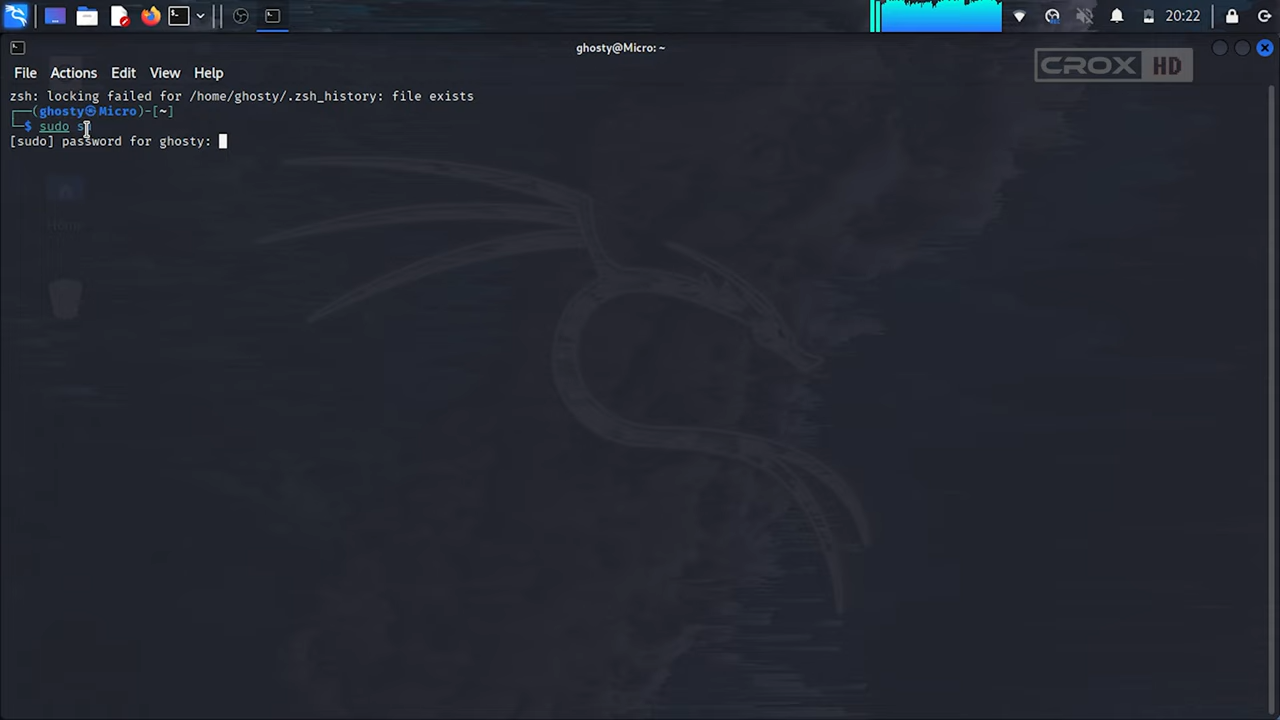 20:22
ghosty@Micro: ~
CROX HD
File Actions Edit View Help
zsh: locking failed for /home/ghosty/.zsh_history: file exists
┌──(ghosty㉿Micro)-[~]
└─$ sudo
[sudo] password for ghosty:
Home